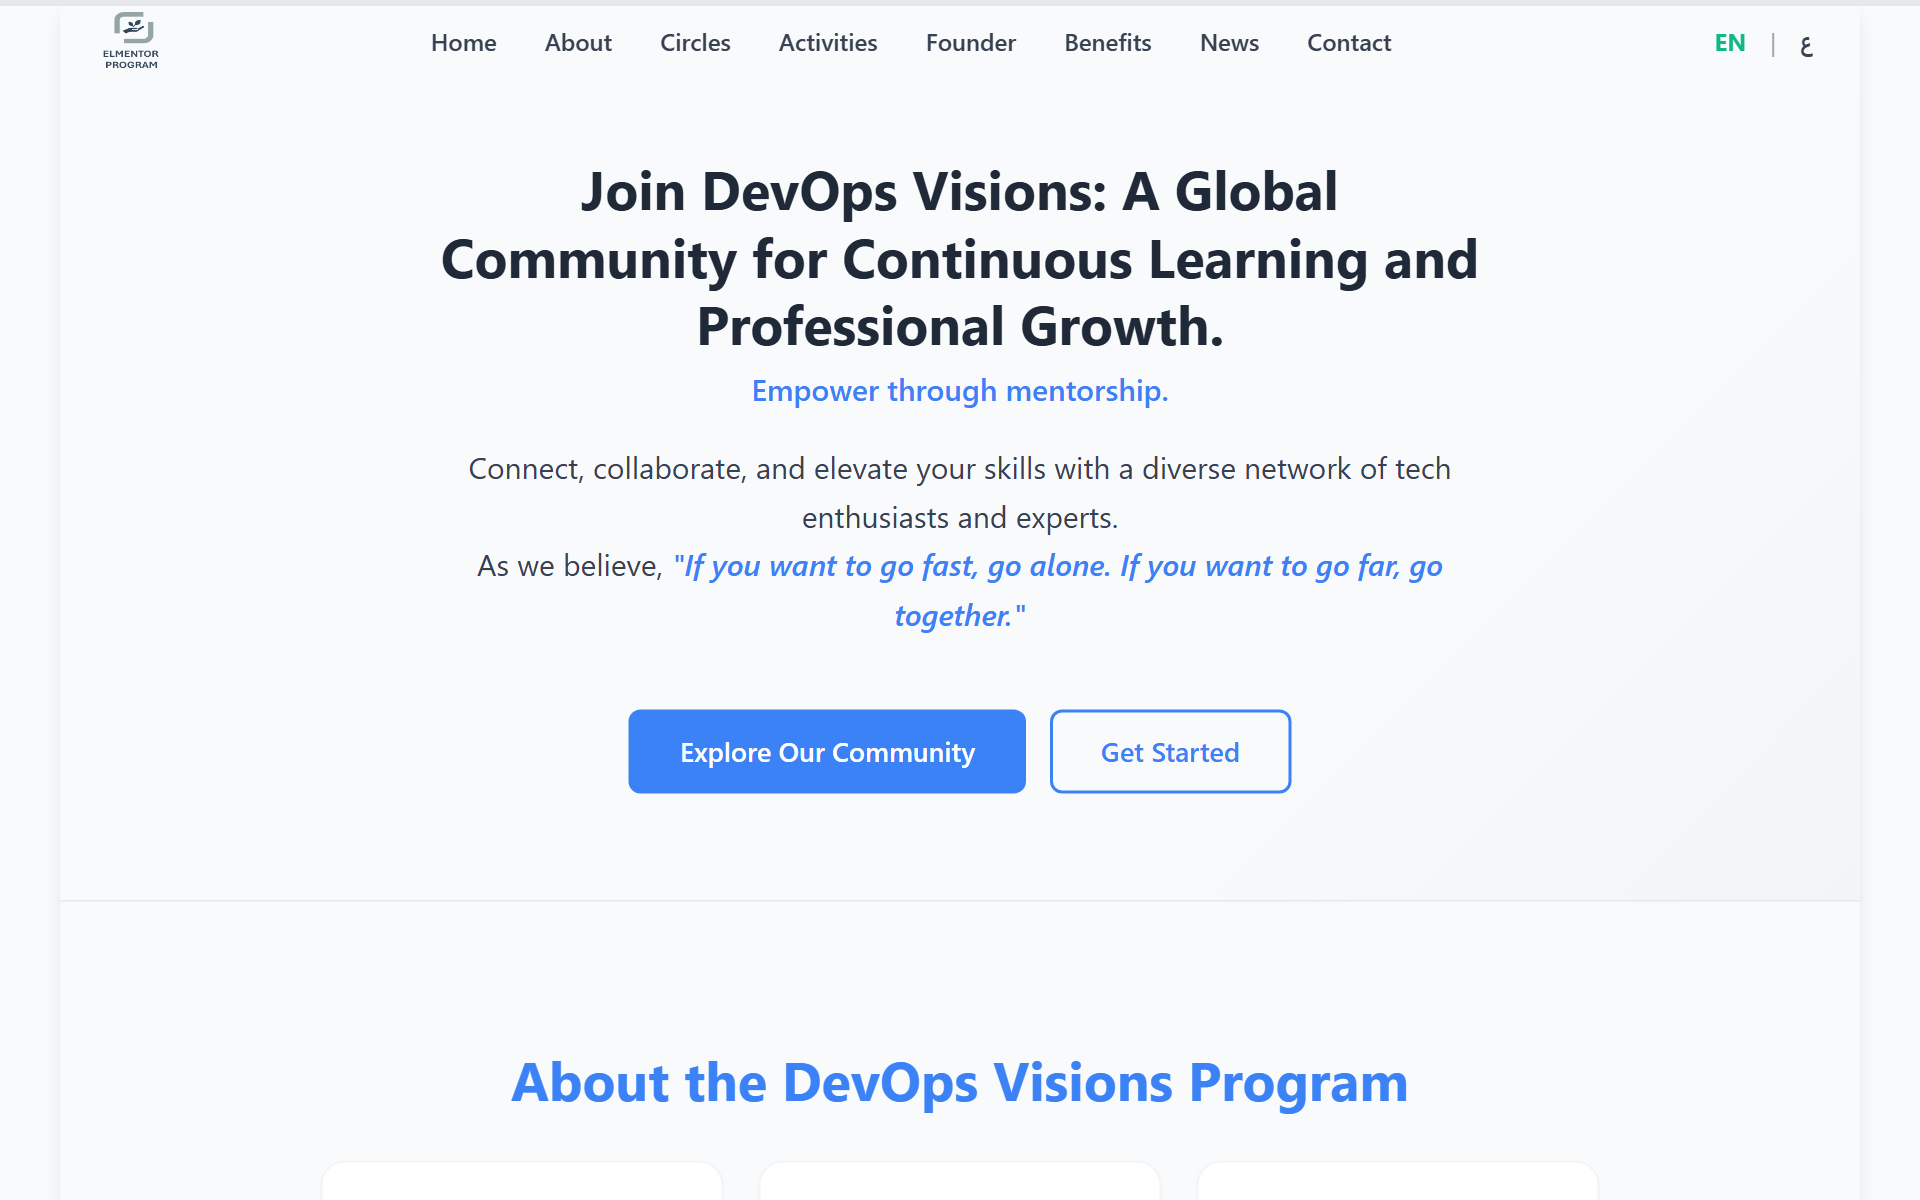 ELMENTOR
PROGRAM
Home
About
Circles
Activities
Founder
Benefits
News
Contact
EN | ع
Join DevOps Visions: A Global
Community for Continuous Learning and
Professional Growth.
Empower through mentorship.
Connect, collaborate, and elevate your skills with a diverse network of tech
enthusiasts and experts.
As we believe, "If you want to go fast, go alone. If you want to go far, go
together."
Explore Our Community
Get Started
About the DevOps Visions Program